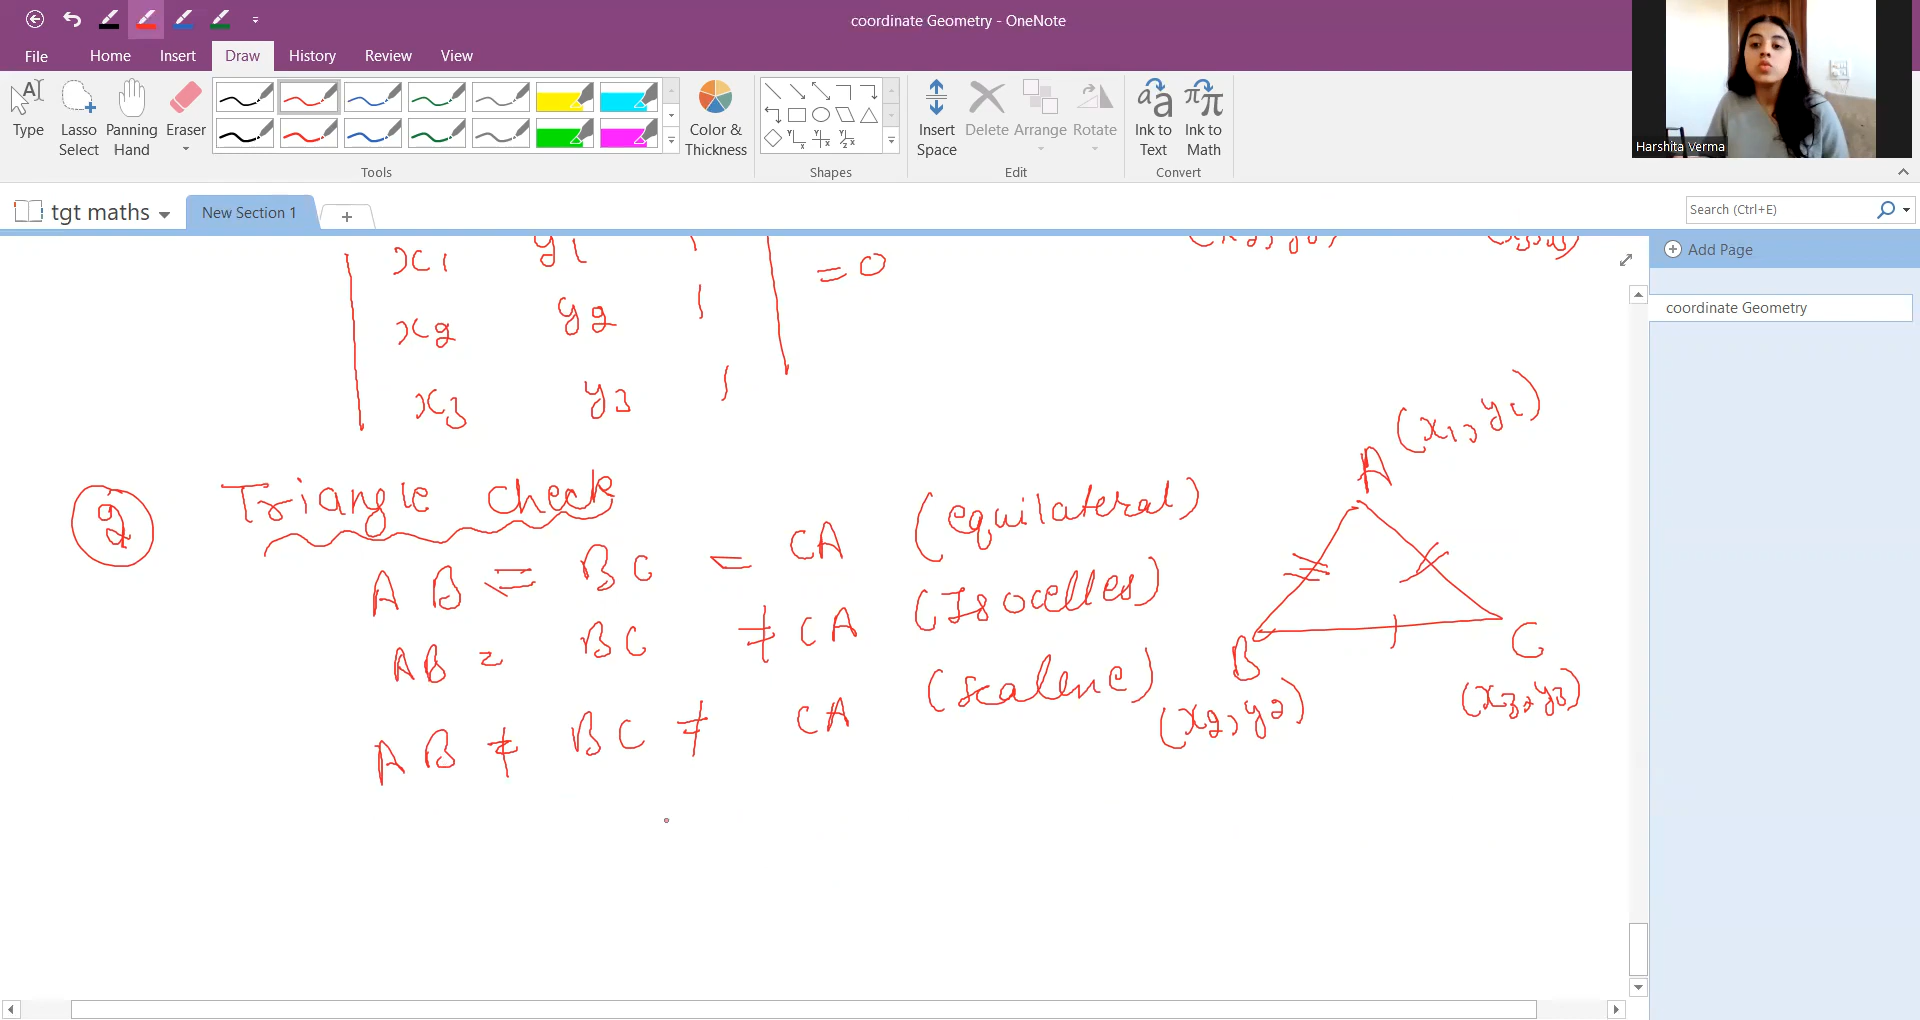 coordinate Geometry - OneNote
File Home Insert Draw History View
Type Lasso Select Panning Hand Eraser Color & Thickness Insert Space Delete Arrange Rotate Ink to Text Ink to Math
Tools Shapes Edit Convert
Harshita Verma
tgt maths New Section 1 + Search (Ctrl+E)
Add Page
coordinate Geometry
x1 y1 1
= 0
x2 y2 1
x3 y3 1
A (x1, y1)
2 Triangle check
AB = BC = CA (equilateral)
AB = BC ≠ CA (Isocelles)
AB ≠ BC ≠ CA (scalene)
B C
(x2, y2) (x3, y3)